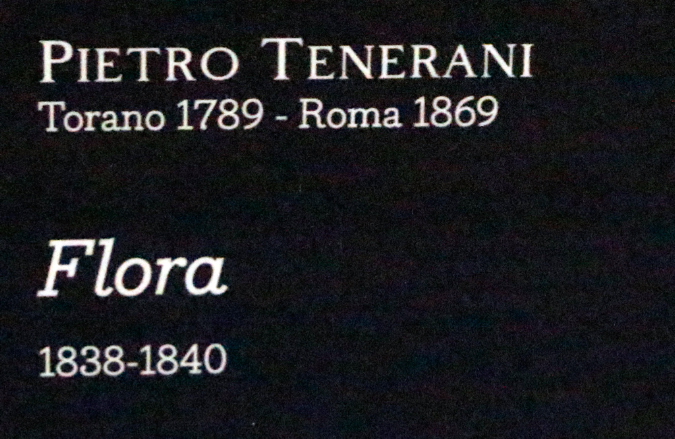 PIETRO TENERANI
Torano 1789 - Roma 1869
Flora
1838-1840